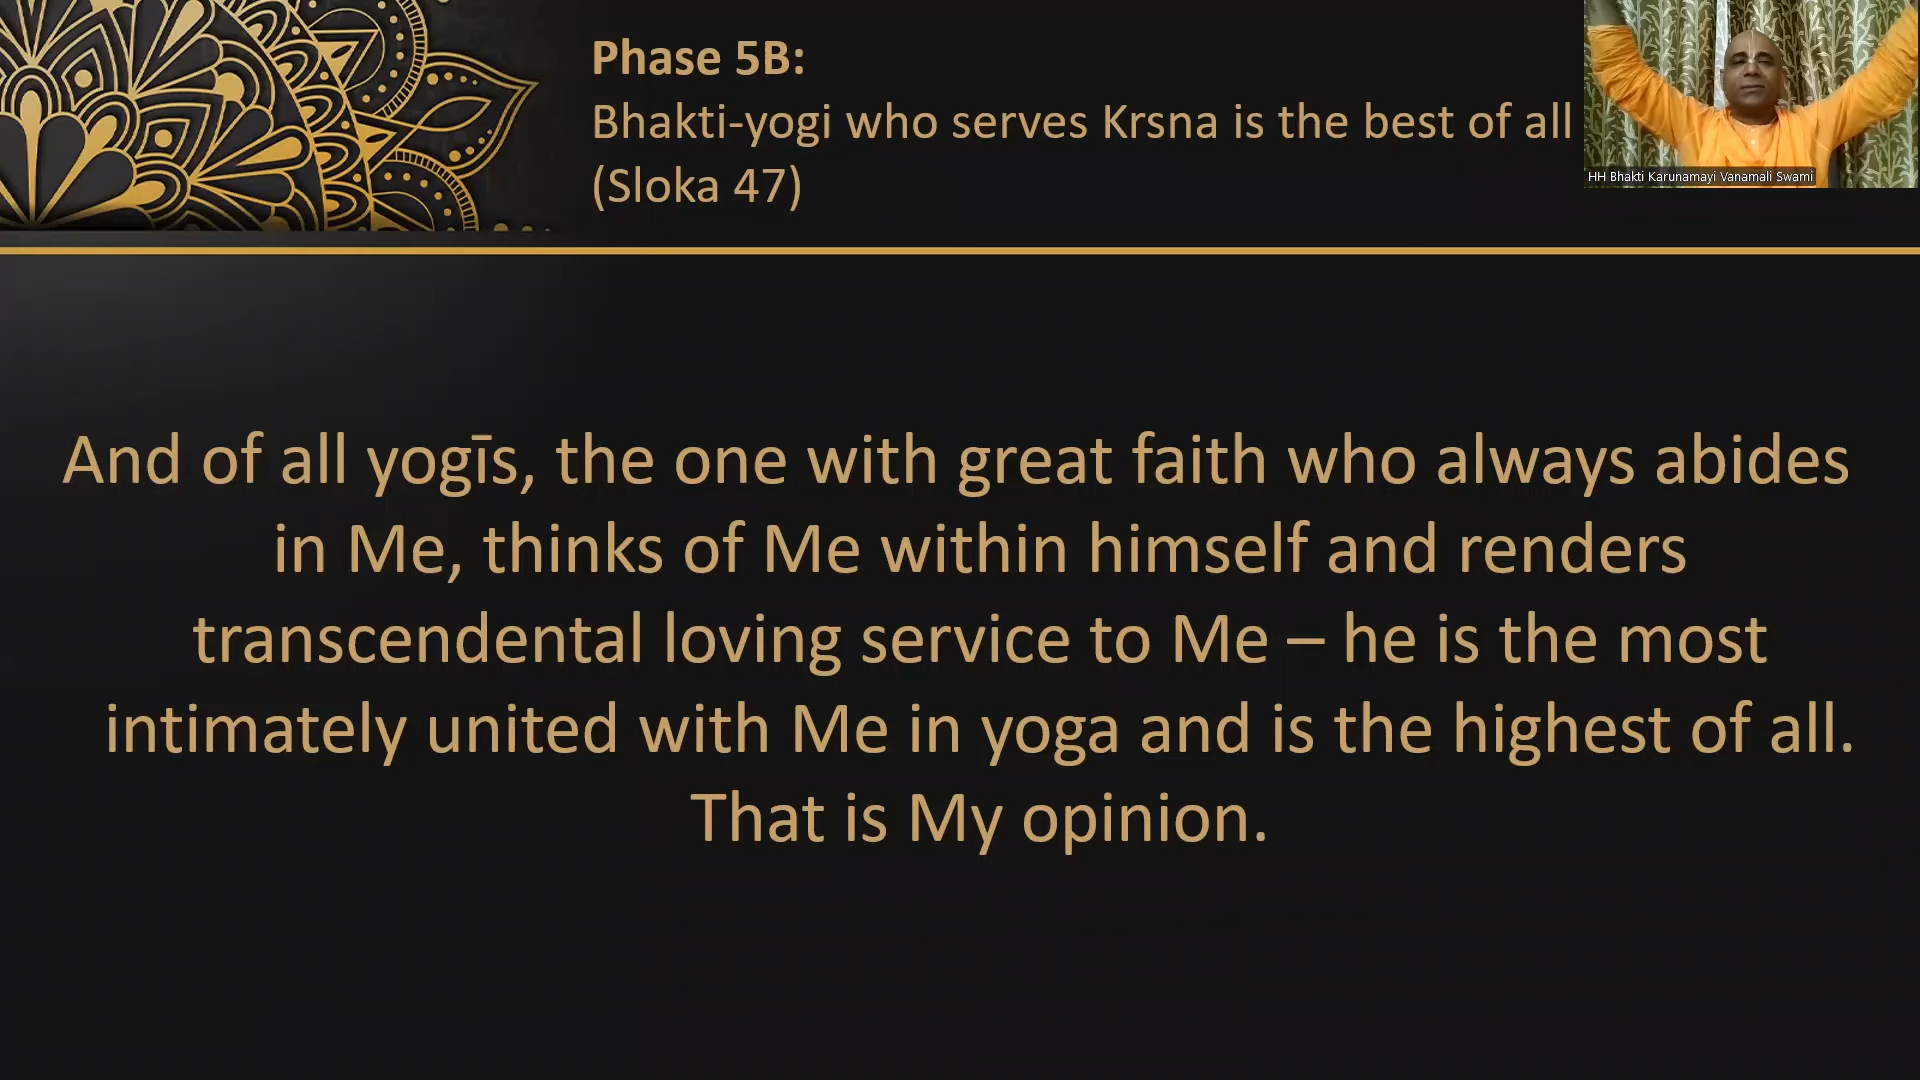 Phase 5B:
Bhakti-yogi who serves Krsna is the best of all
(Sloka 47)
HH Bhakti Karunamayi Vanamali Swami
And of all yogīs, the one with great faith who always abides
in Me, thinks of Me within himself and renders
transcendental loving service to Me – he is the most
intimately united with Me in yoga and is the highest of all.
That is My opinion.